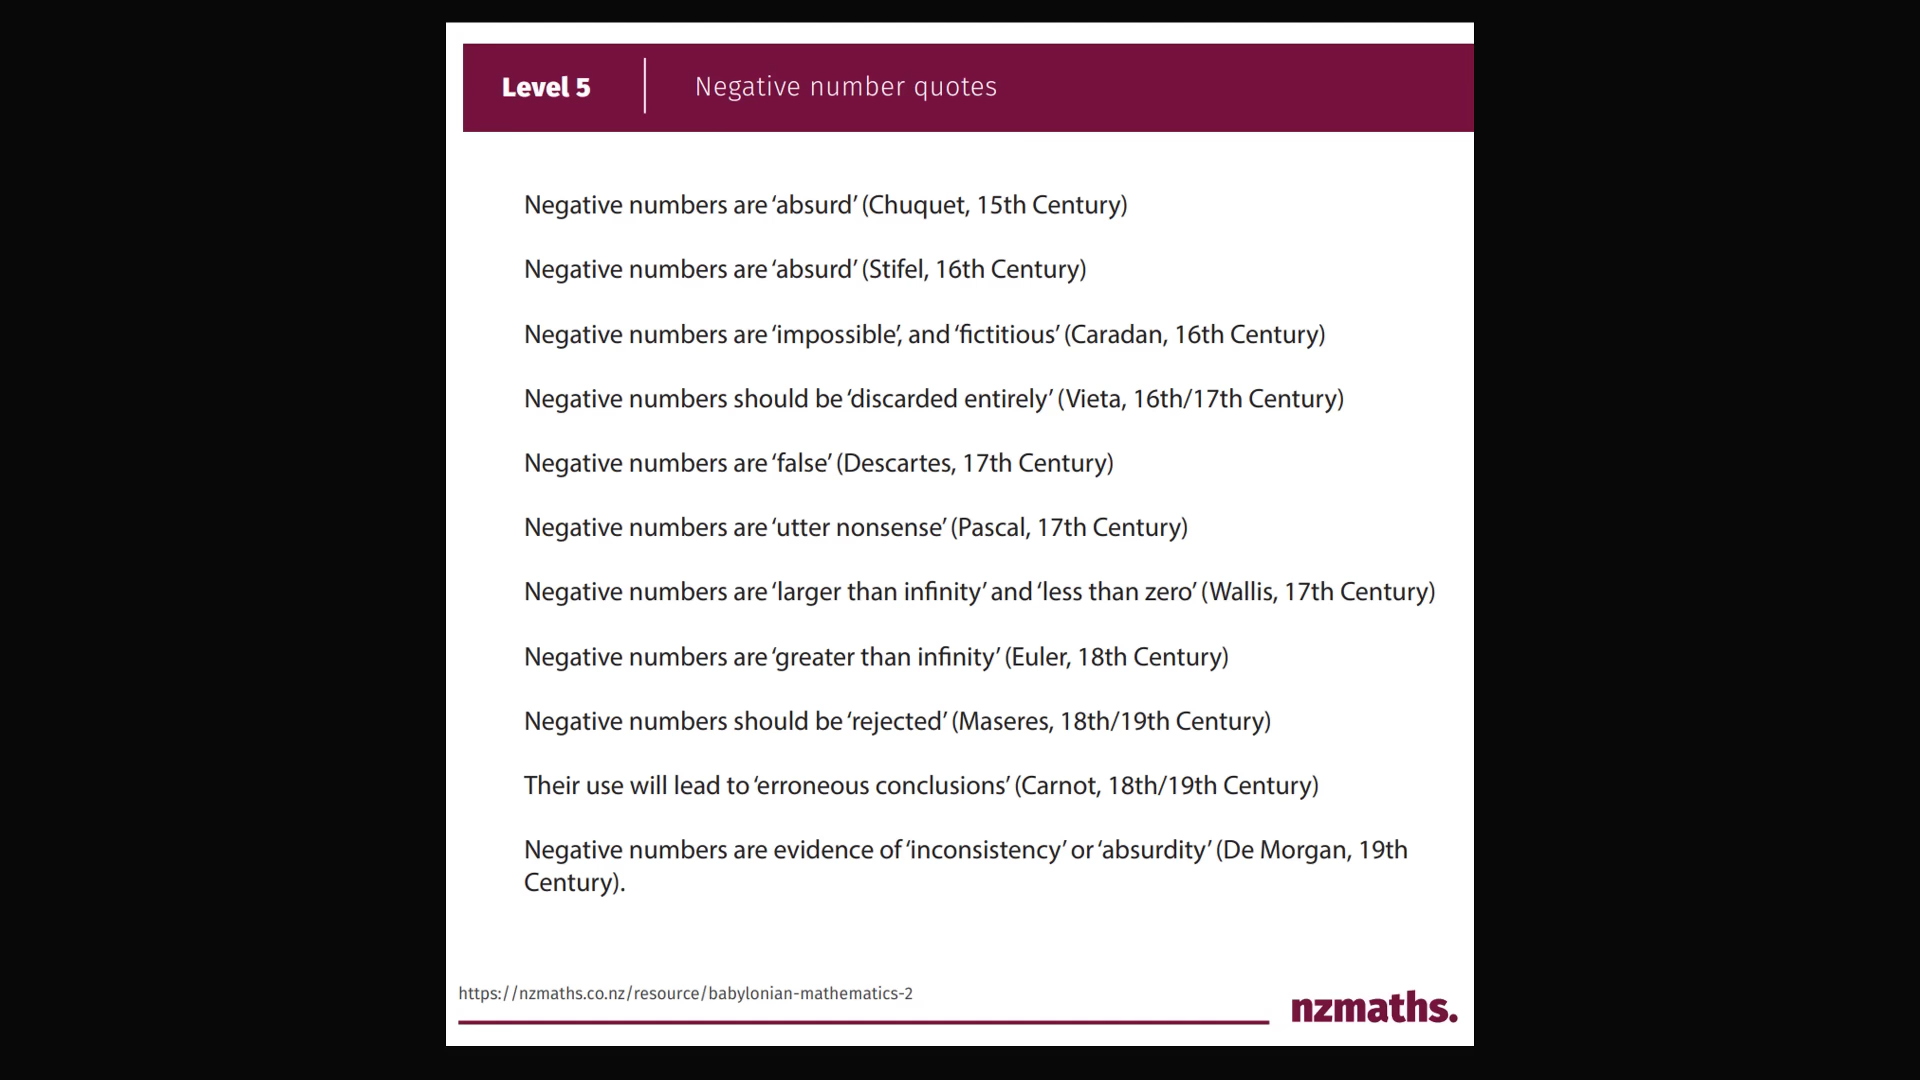 Level 5
Negative number quotes
Negative numbers are ‘absurd’ (Chuquet, 15th Century)
Negative numbers are ‘absurd’ (Stifel, 16th Century)
Negative numbers are ‘impossible’, and ‘fictitious’ (Caradan, 16th Century)
Negative numbers should be ‘discarded entirely’ (Vieta, 16th/17th Century)
Negative numbers are ‘false’ (Descartes, 17th Century)
Negative numbers are ‘utter nonsense’ (Pascal, 17th Century)
Negative numbers are ‘larger than infinity’ and ‘less than zero’ (Wallis, 17th Century)
Negative numbers are ‘greater than infinity’ (Euler, 18th Century)
Negative numbers should be ‘rejected’ (Maseres, 18th/19th Century)
Their use will lead to ‘erroneous conclusions’ (Carnot, 18th/19th Century)
Negative numbers are evidence of ‘inconsistency’ or ‘absurdity’ (De Morgan, 19th
Century).
https://nzmaths.co.nz/resource/babylonian-mathematics-2
nzmaths.